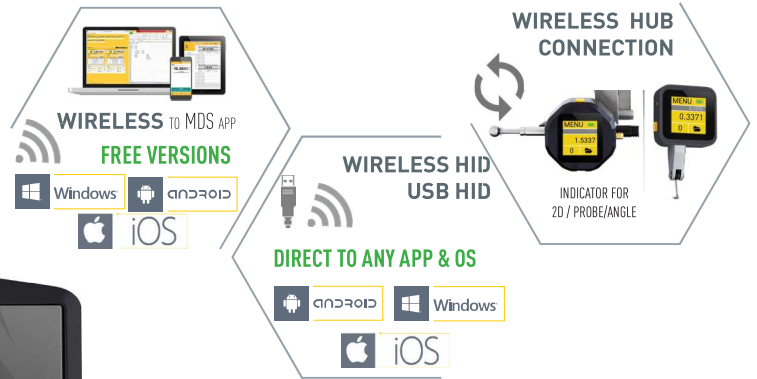 WIRELESS TO MDS APP
FREE VERSIONS
Windows
android
iOS
WIRELESS HID
USB HID
DIRECT TO ANY APP & OS
android
Windows
iOS
WIRELESS HUB
CONNECTION
MENU
1.5337
0
MENU
0.3371
0
INDICATOR FOR
2D / PROBE/ANGLE